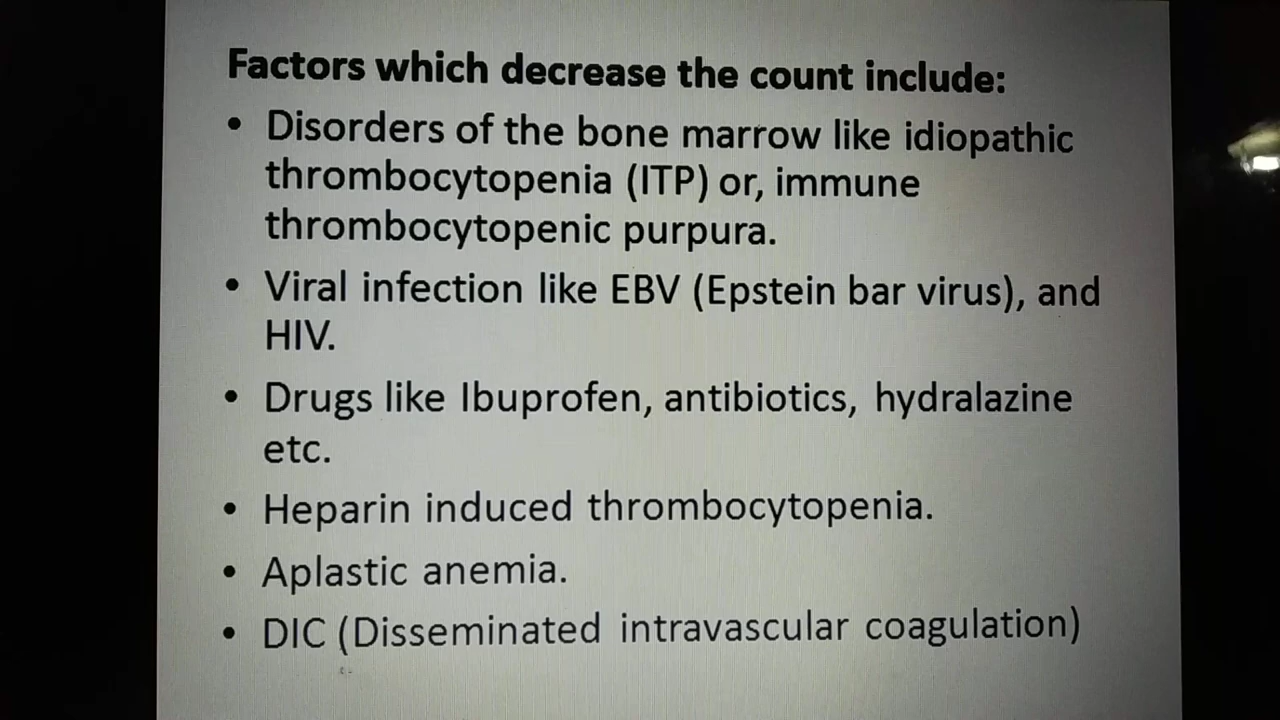 Factors which decrease the count include:
• Disorders of the bone marrow like idiopathic
thrombocytopenia (ITP) or, immune
thrombocytopenic purpura.
• Viral infection like EBV (Epstein bar virus), and
HIV.
• Drugs like Ibuprofen, antibiotics, hydralazine
etc.
• Heparin induced thrombocytopenia.
• Aplastic anemia.
• DIC (Disseminated intravascular coagulation)